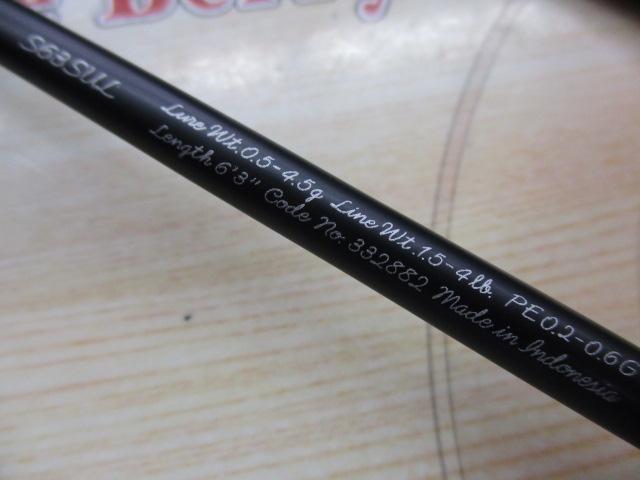 S63SUL
Lure Wt.0.5-4.5g Line Wt.1.5-4lb. PE0.2-0.6G
Length 6'3" Code No. 332882 Made in Indonesia